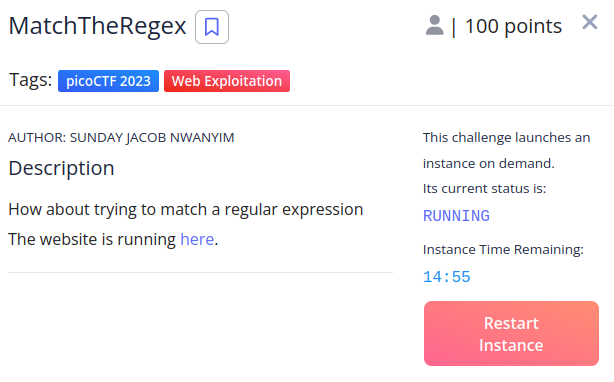 MatchTheRegex
| 100 points
Tags: picoCTF 2023 Web Exploitation
AUTHOR: SUNDAY JACOB NWANYIM
Description
How about trying to match a regular expression
The website is running here.
This challenge launches an
instance on demand.
Its current status is:
RUNNING
Instance Time Remaining:
14:55
Restart
Instance